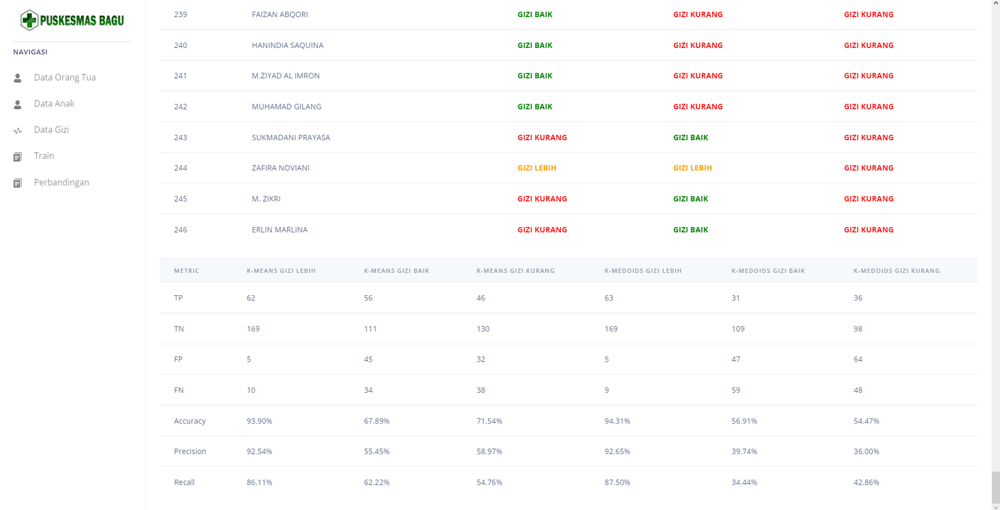 PUSKESMAS BAGU
NAVIGASI
Data Orang Tua
Data Anak
Data Gizi
Train
Perbandingan
239 FAIZAN ABQORI GIZI BAIK GIZI KURANG GIZI KURANG
240 HANINDIA SAQUINA GIZI BAIK GIZI KURANG GIZI KURANG
241 M.ZIYAD AL IMRON GIZI BAIK GIZI KURANG GIZI KURANG
242 MUHAMAD GILANG GIZI BAIK GIZI KURANG GIZI KURANG
243 SUKMADANI PRAYASA GIZI KURANG GIZI BAIK GIZI KURANG
244 ZAFIRA NOVIANI GIZI LEBIH GIZI LEBIH GIZI KURANG
245 M. ZIKRI GIZI KURANG GIZI BAIK GIZI KURANG
246 ERLIN MARLINA GIZI KURANG GIZI BAIK GIZI KURANG
METRIC K-MEANS GIZI LEBIH K-MEANS GIZI BAIK K-MEANS GIZI KURANG K-MEDOIDS GIZI LEBIH K-MEDOIDS GIZI BAIK K-MEDOIDS GIZI KURANG
TP 62 56 46 63 31 36
TN 169 111 130 169 109 98
FP 5 45 32 5 47 64
FN 10 34 38 9 59 48
Accuracy 93.90% 67.89% 71.54% 94.31% 56.91% 54.47%
Precision 92.54% 55.45% 58.97% 92.65% 39.74% 36.00%
Recall 86.11% 62.22% 54.76% 87.50% 34.44% 42.86%